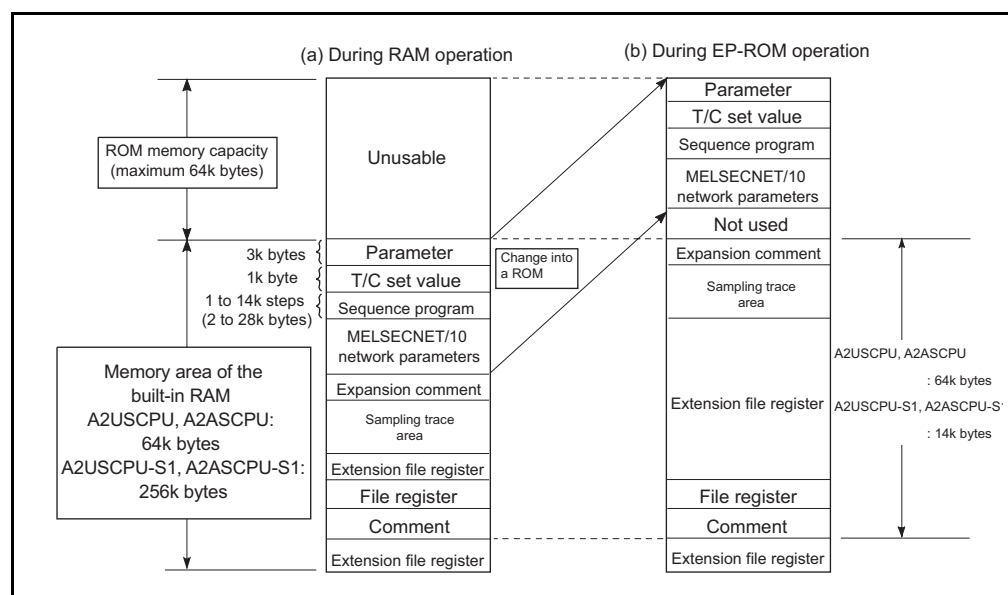 (a) During RAM operation
(b) During EP-ROM operation
ROM memory capacity
(maximum 64k bytes)
3k bytes
1k byte
1 to 14k steps
(2 to 28k bytes)
Memory area of the
built-in RAM
A2USCPU, A2ASCPU:
64k bytes
A2USCPU-S1, A2ASCPU-S1:
256k bytes
Unusable
Parameter
T/C set value
Sequence program
MELSECNET/10
network parameters
Expansion comment
Sampling trace
area
Extension file register
File register
Comment
Extension file register
Change into
a ROM
Parameter
T/C set value
Sequence program
MELSECNET/10
network parameters
Not used
Expansion comment
Sampling trace
area
Extension file register
File register
Comment
Extension file register
A2USCPU, A2ASCPU
: 64k bytes
A2USCPU-S1, A2ASCPU-S
: 14k bytes